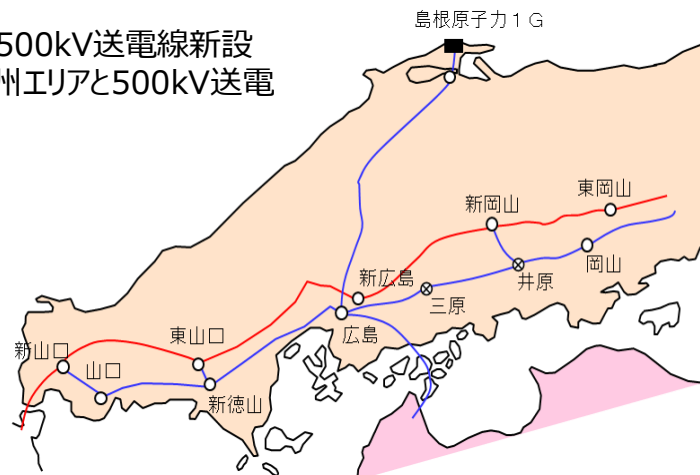 500kV送電線新設
州エリアと500kV送電
島根原子力１Ｇ
東岡山
新岡山
岡山
井原
新広島
三原
広島
東山口
新山口
山口
新徳山